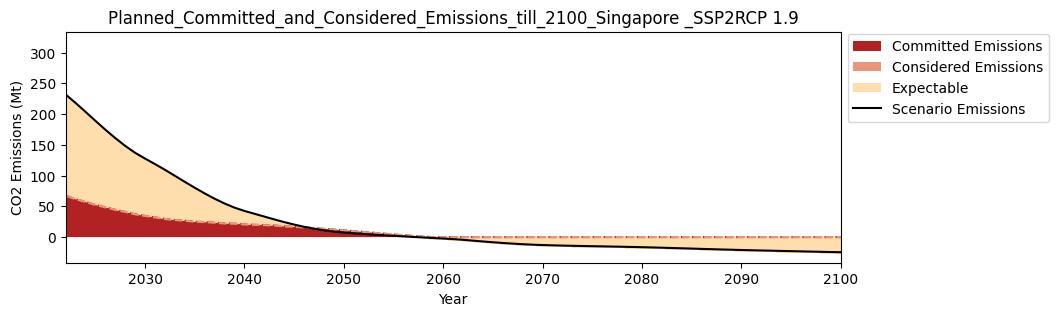 Planned_Committed_and_Considered_Emissions_till_2100_Singapore _SSP2RCP 1.9
CO2 Emissions (Mt)
300
250
200
150
100
50
0
2030 2040 2050 2060 2070 2080 2090 2100
Year
Committed Emissions
Considered Emissions
Expectable
Scenario Emissions